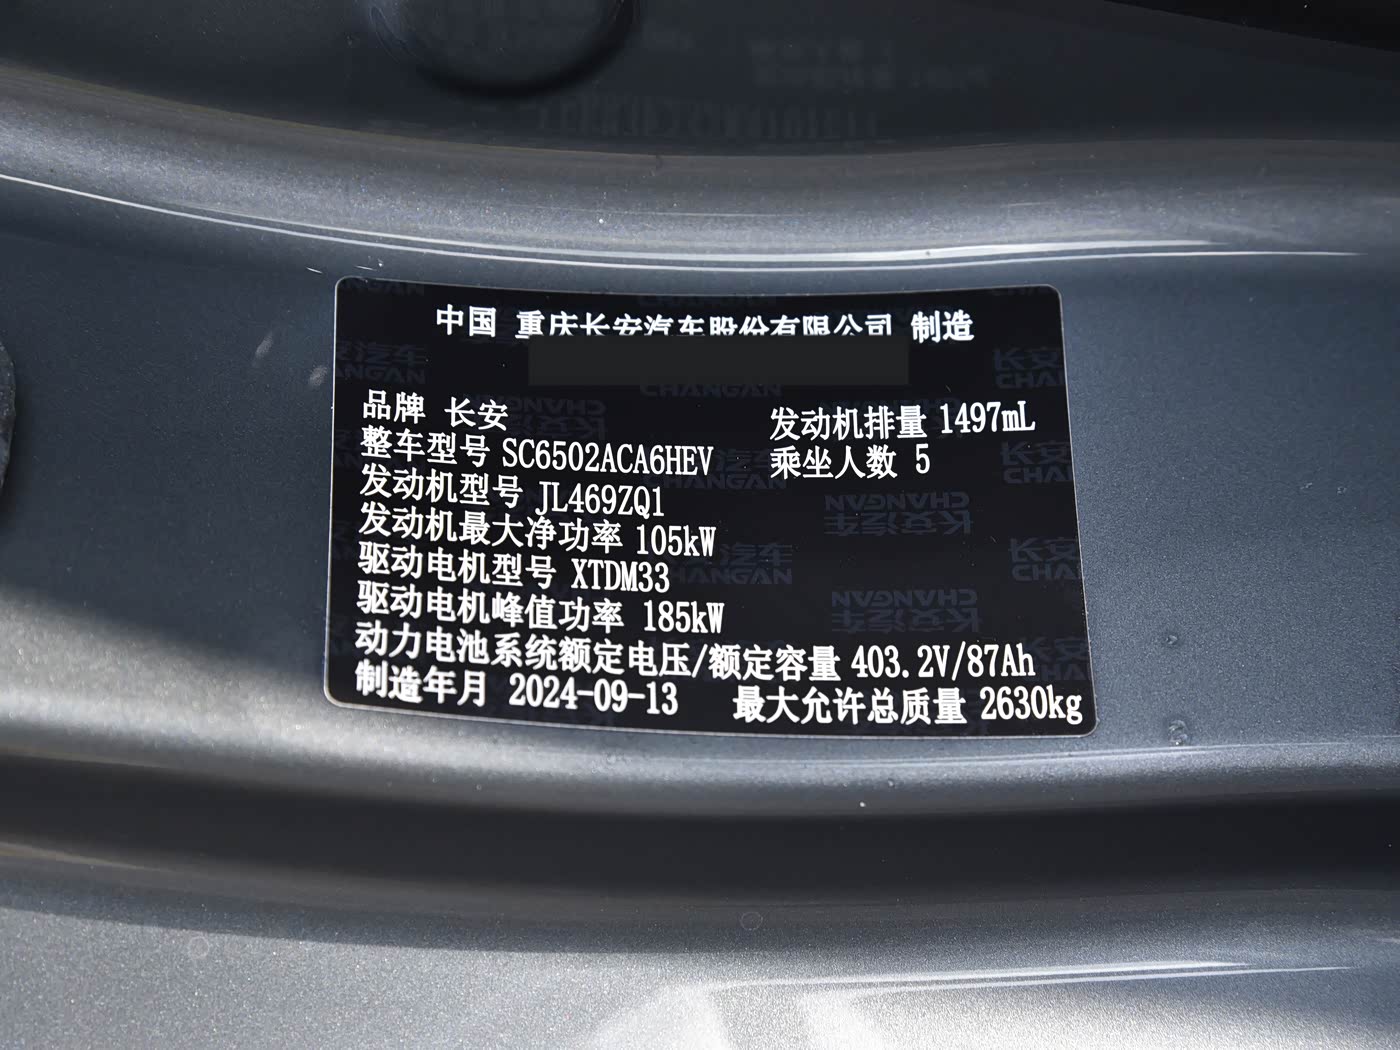 中国 重庆长安汽车股份有限公司 制造
品牌 长安
发动机排量 1497mL
整车型号 SC6502ACA6HEV
乘坐人数 5
发动机型号 JL469ZQ1
发动机最大净功率 105kW
驱动电机型号 XTDM33
驱动电机峰值功率 185kW
动力电池系统额定电压/额定容量 403.2V/87Ah
制造年月 2024-09-13 最大允许总质量 2630kg
长安汽车
CHANGAN